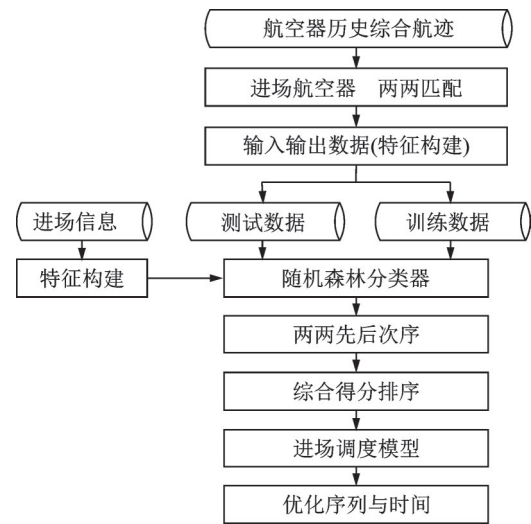 航空器历史综合航迹
进场航空器 两两匹配
输入输出数据(特征构建)
进场信息
测试数据
训练数据
特征构建
随机森林分类器
两两先后次序
综合得分排序
进场调度模型
优化序列与时间